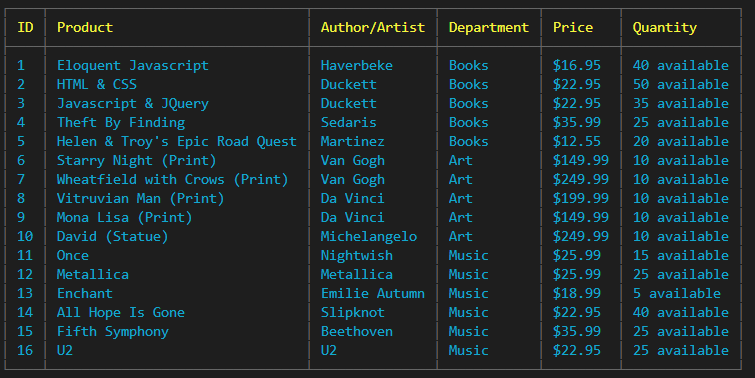 ID Product Author/Artist Department Price Quantity
1 Eloquent Javascript Haverbeke Books $16.95 40 available
2 HTML & CSS Duckett Books $22.95 50 available
3 Javascript & JQuery Duckett Books $22.95 35 available
4 Theft By Finding Sedaris Books $35.99 25 available
5 Helen & Troy's Epic Road Quest Martinez Books $12.55 20 available
6 Starry Night (Print) Van Gogh Art $149.99 10 available
7 Wheatfield with Crows (Print) Van Gogh Art $249.99 10 available
8 Vitruvian Man (Print) Da Vinci Art $199.99 10 available
9 Mona Lisa (Print) Da Vinci Art $149.99 10 available
10 David (Statue) Michelangelo Art $249.99 10 available
11 Once Nightwish Music $25.99 15 available
12 Metallica Metallica Music $25.99 25 available
13 Enchant Emilie Autumn Music $18.99 5 available
14 All Hope Is Gone Slipknot Music $22.95 40 available
15 Fifth Symphony Beethoven Music $35.99 25 available
16 U2 U2 Music $22.95 25 available